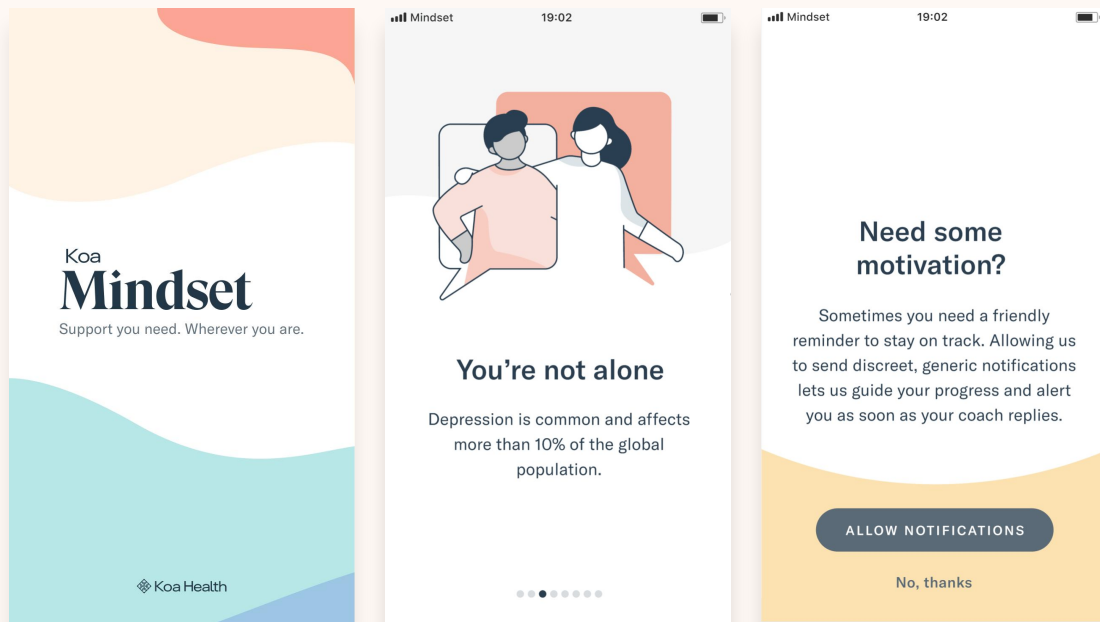 Koa
Mindset
Support you need. Wherever you are.
Koa Health
Mindset 19:02
You’re not alone
Depression is common and affects
more than 10% of the global
population.
Mindset 19:02
Need some
motivation?
Sometimes you need a friendly
reminder to stay on track. Allowing us
to send discreet, generic notifications
lets us guide your progress and alert
you as soon as your coach replies.
ALLOW NOTIFICATIONS
No, thanks